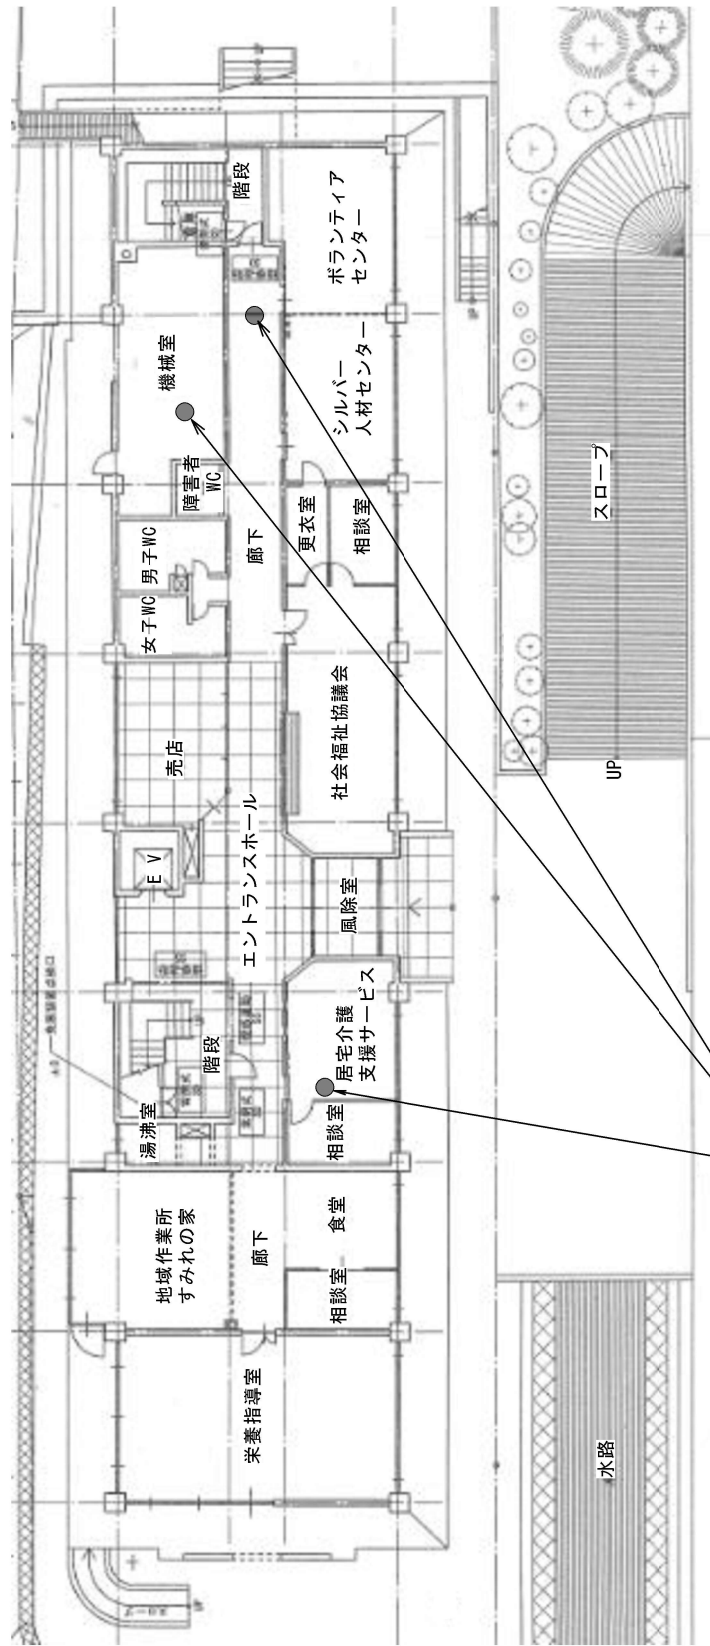 栄養指導室
地域作業所
すみれの家
廊下
相談室
食堂
湯沸室
階段
相談室
居宅介護
支援サービス
E V
エントランスホール
風除室
売店
社会福祉協議会
女子WC
男子WC
障害者
WC
廊下
更衣室
相談室
機械室
シルバー
人材センター
階段
ボランティア
センター
水路
UP
スロープ